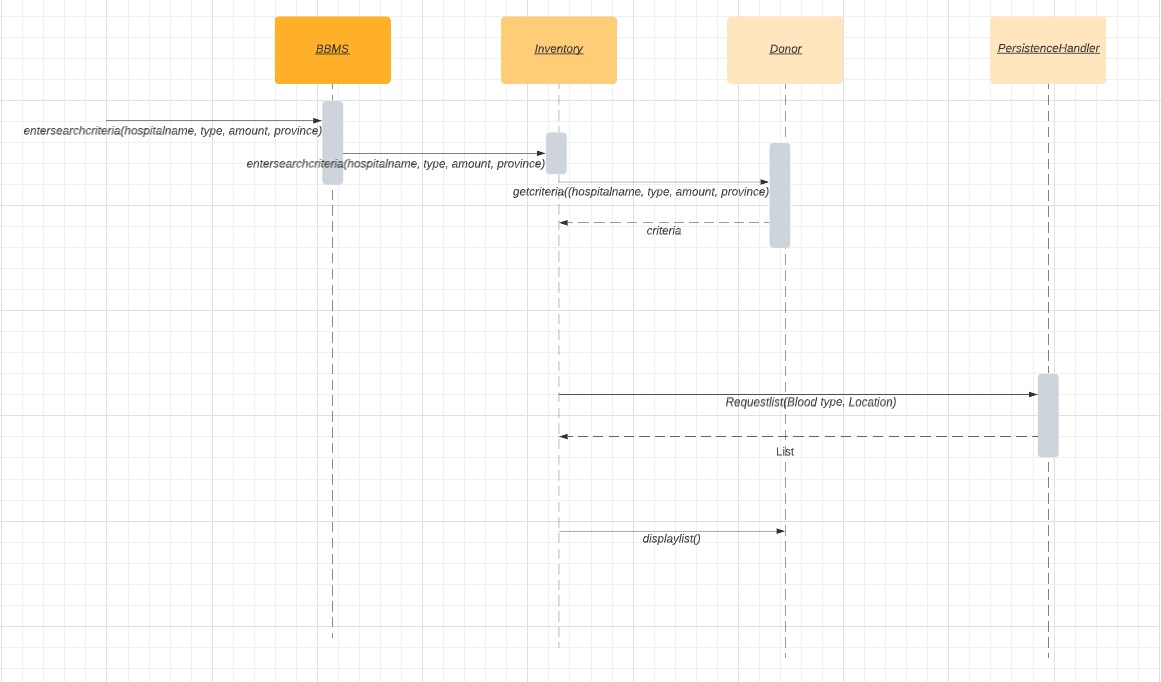 BBMS
Inventory
Donor
PersistenceHandler
entersearchcriteria(hospitalname, type, amount, province)
entersearchcriteria(hospitalname, type, amount, province)
getcriteria((hospitalname, type, amount, province)
criteria
Requestlist(Blood type, Location)
List
displaylist()